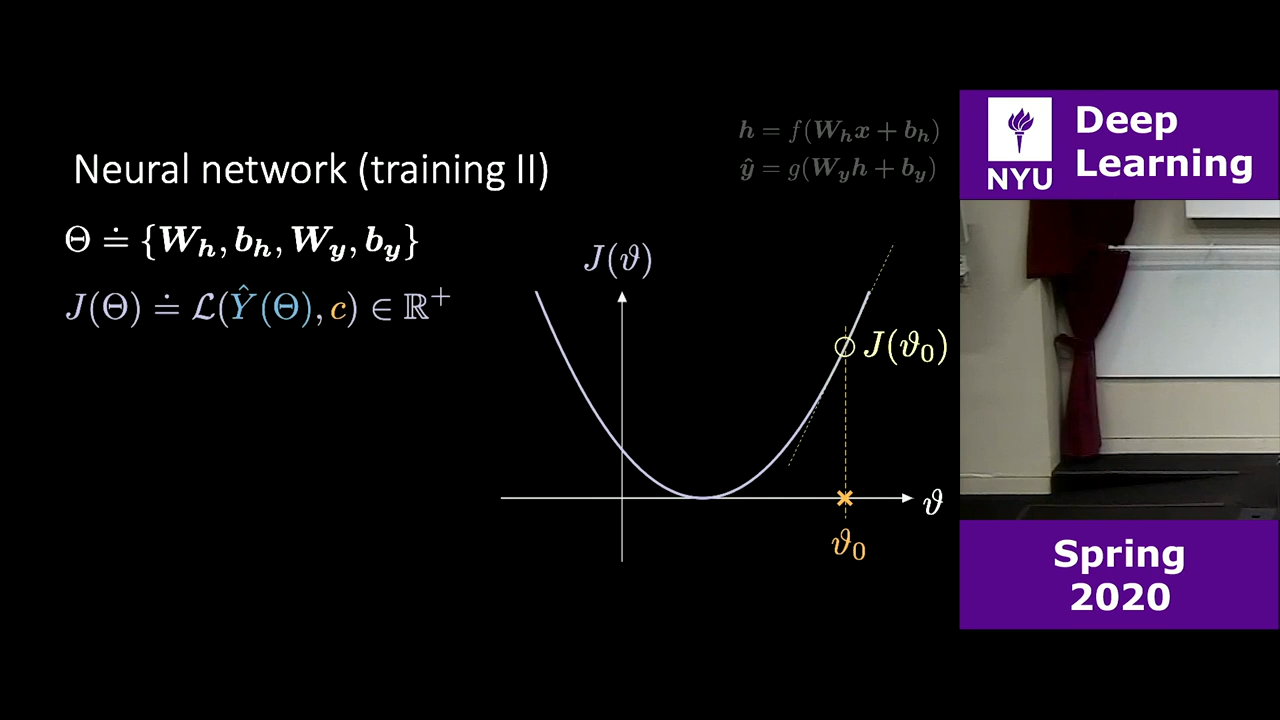 h = f(W_h x + b_h)
ŷ = g(W_y h + b_y)
Neural network (training II)
Θ ≐ {W_h, b_h, W_y, b_y}
J(Θ) ≐ ℒ(Ŷ(Θ), c) ∈ ℝ⁺
J(ϑ)
J(ϑ₀)
ϑ
ϑ₀
NYU
Deep
Learning
Spring
2020